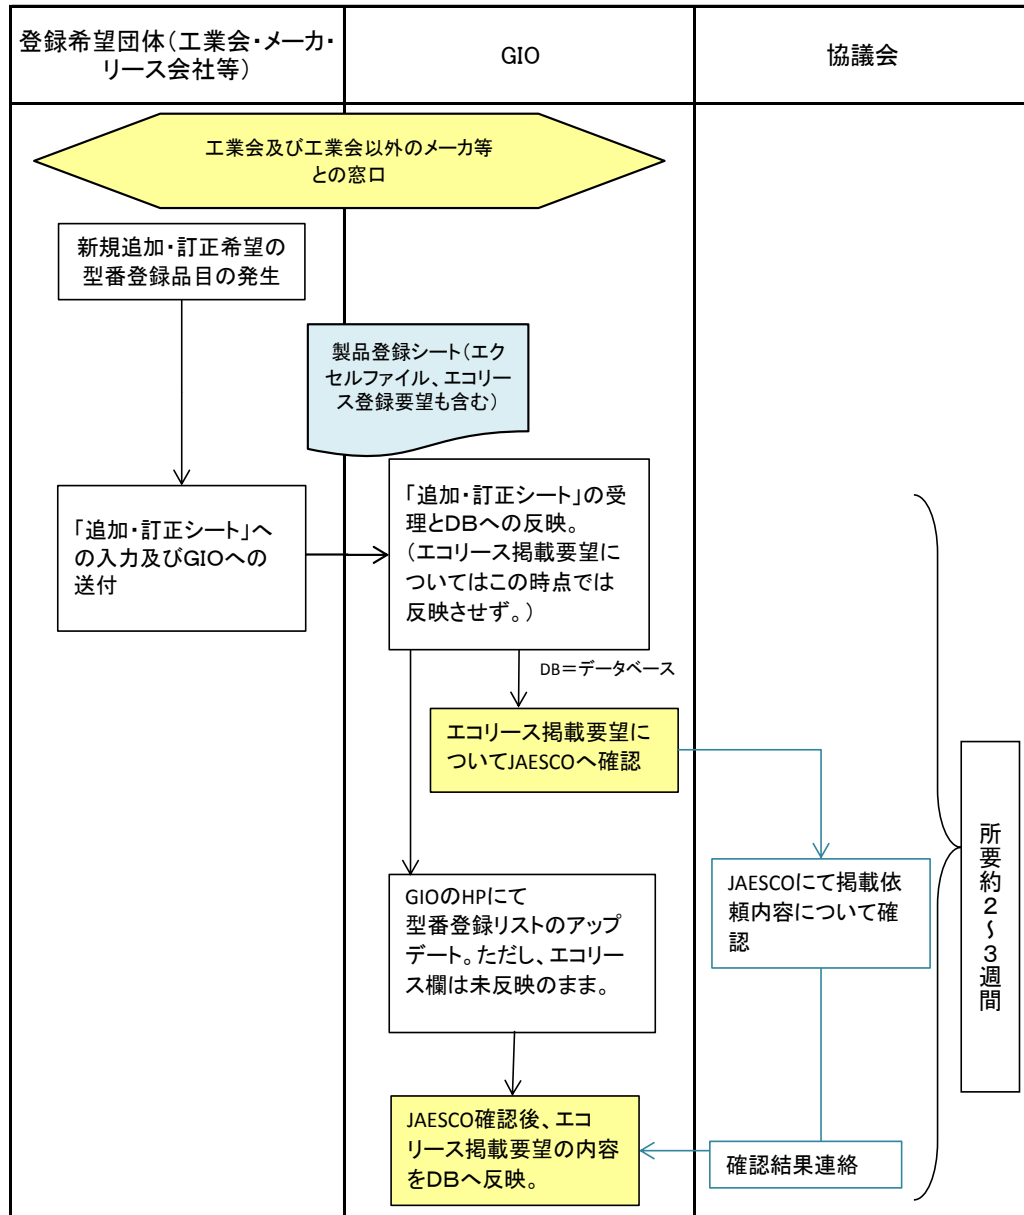 登録希望団体(工業会・メーカ・
リース会社等)
GIO
協議会
工業会及び工業会以外のメーカ等
との窓口
新規追加・訂正希望の
型番登録品目の発生
製品登録シート(エク
セルファイル、エコリー
ス登録要望も含む)
「追加・訂正シート」へ
の入力及びGIOへの
送付
「追加・訂正シート」の受
理とDBへの反映。
(エコリース掲載要望に
ついてはこの時点では
反映させず。)
DB=データベース
エコリース掲載要望に
ついてJAESCOへ確認
JAESCOにて掲載依
頼内容について確
認
GIOのHPにて
型番登録リストのアップ
デート。ただし、エコリー
ス欄は未反映のまま。
JAESCO確認後、エコ
リース掲載要望の内容
をDBへ反映。
確認結果連絡
所要約2~3週間